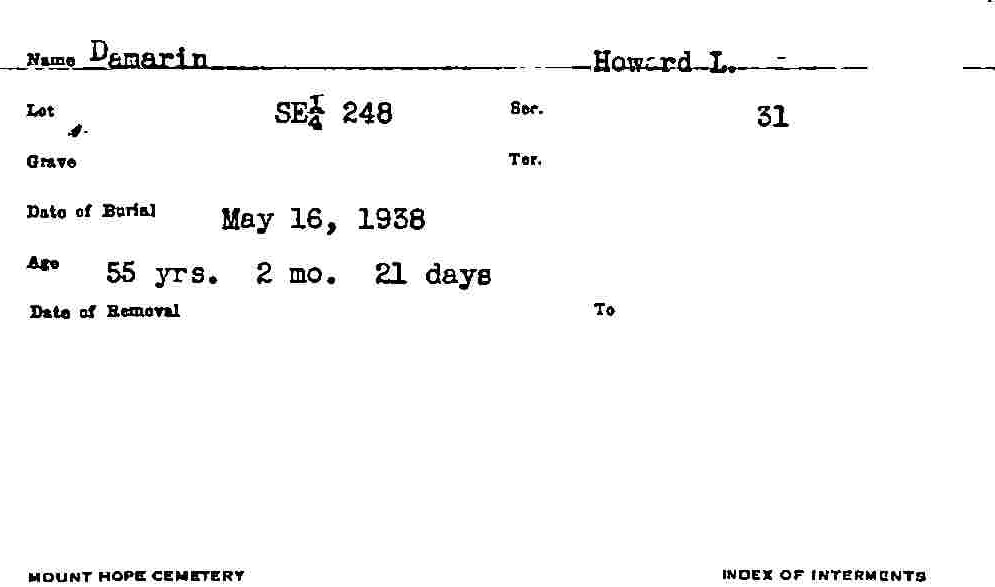 Name Damarin Howard L.
Lot SE 1/4 248 Sec. 31
Grave Ter.
Date of Burial May 16, 1938
Age 55 yrs. 2 mo. 21 days
Date of Removal To
MOUNT HOPE CEMETERY INDEX OF INTERMENTS